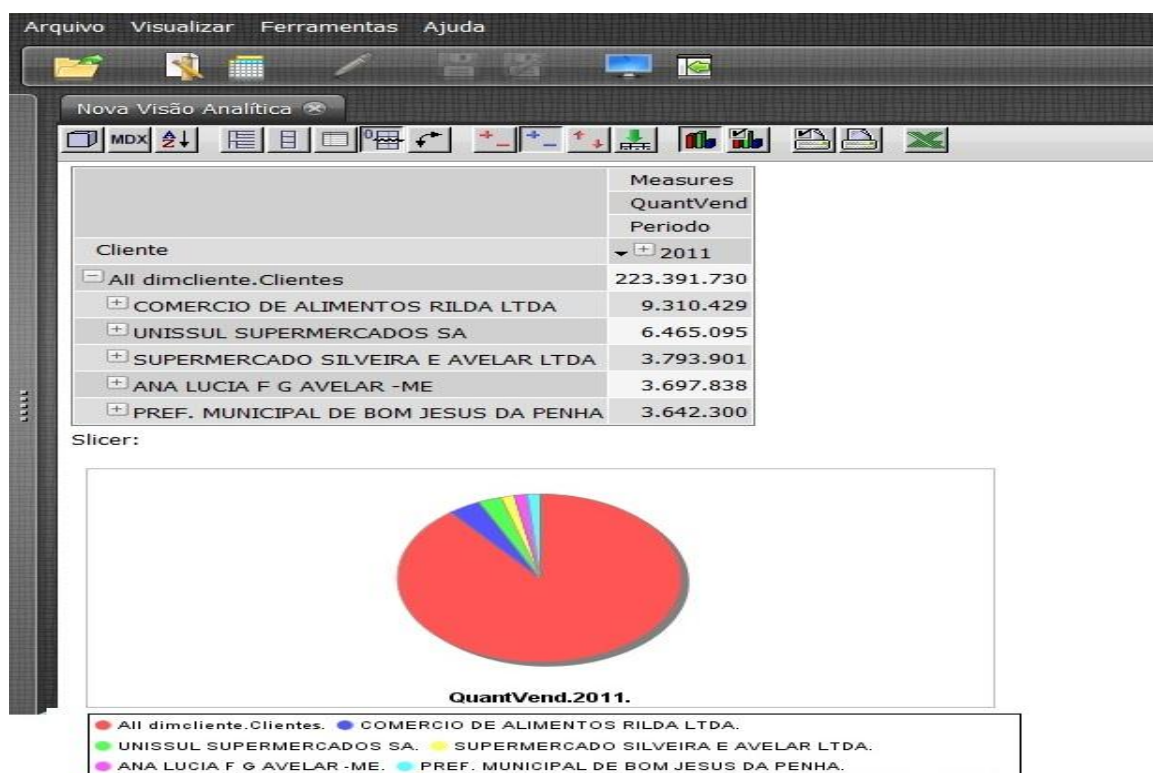 Arquivo Visualizar Ferramentas Ajuda
Nova Visão Analítica
MDX
Measures
QuantVend
Periodo
Cliente
2011
All dimcliente.Clientes 223.391.730
COMERCIO DE ALIMENTOS RILDA LTDA 9.310.429
UNISSUL SUPERMERCADOS SA 6.465.095
SUPERMERCADO SILVEIRA E AVELAR LTDA 3.793.901
ANA LUCIA F G AVELAR -ME 3.697.838
PREF. MUNICIPAL DE BOM JESUS DA PENHA 3.642.300
Slicer:
QuantVend.2011.
All dimcliente.Clientes. COMERCIO DE ALIMENTOS RILDA LTDA.
UNISSUL SUPERMERCADOS SA. SUPERMERCADO SILVEIRA E AVELAR LTDA.
ANA LUCIA F G AVELAR -ME. PREF. MUNICIPAL DE BOM JESUS DA PENHA.